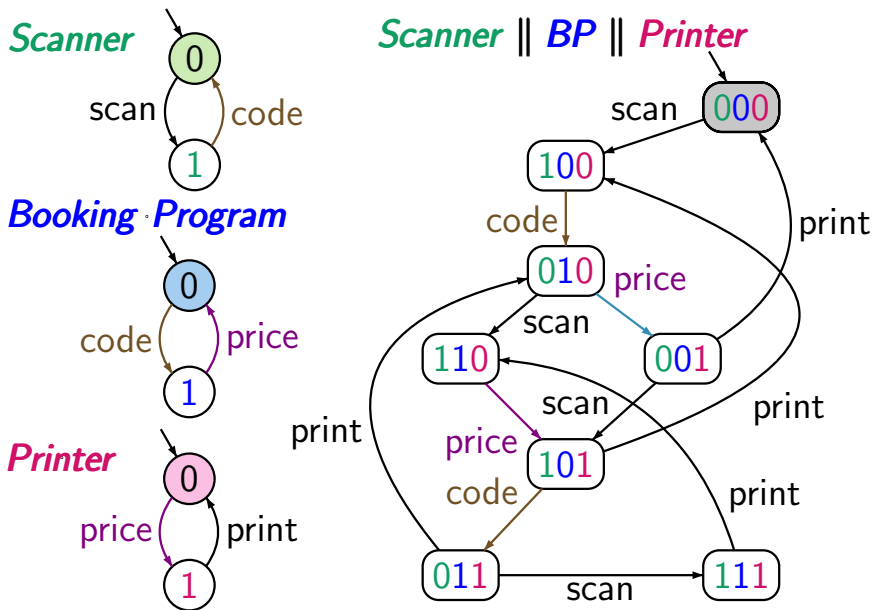 Scanner
0
scan
code
1
Booking Program
0
code
price
1
Printer
0
price
print
1
Scanner || BP || Printer
000
scan
100
print
code
010
price
scan
110
001
scan
print
print
price
101
code
print
011
scan
111